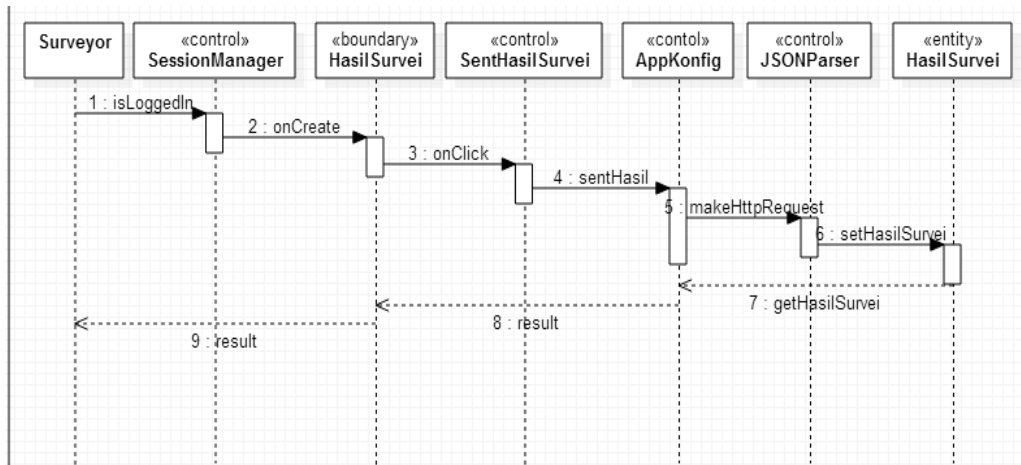 Surveyor
«control»
SessionManager
«boundary»
HasilSurvei
«control»
SentHasilSurvei
«contol»
AppKonfig
«control»
JSONParser
«entity»
HasilSurvei
1 : isLoggedIn
2 : onCreate
3 : onClick
4 : sentHasil
5 : makeHttpRequest
6 : setHasilSurvei
7 : getHasilSurvei
8 : result
9 : result